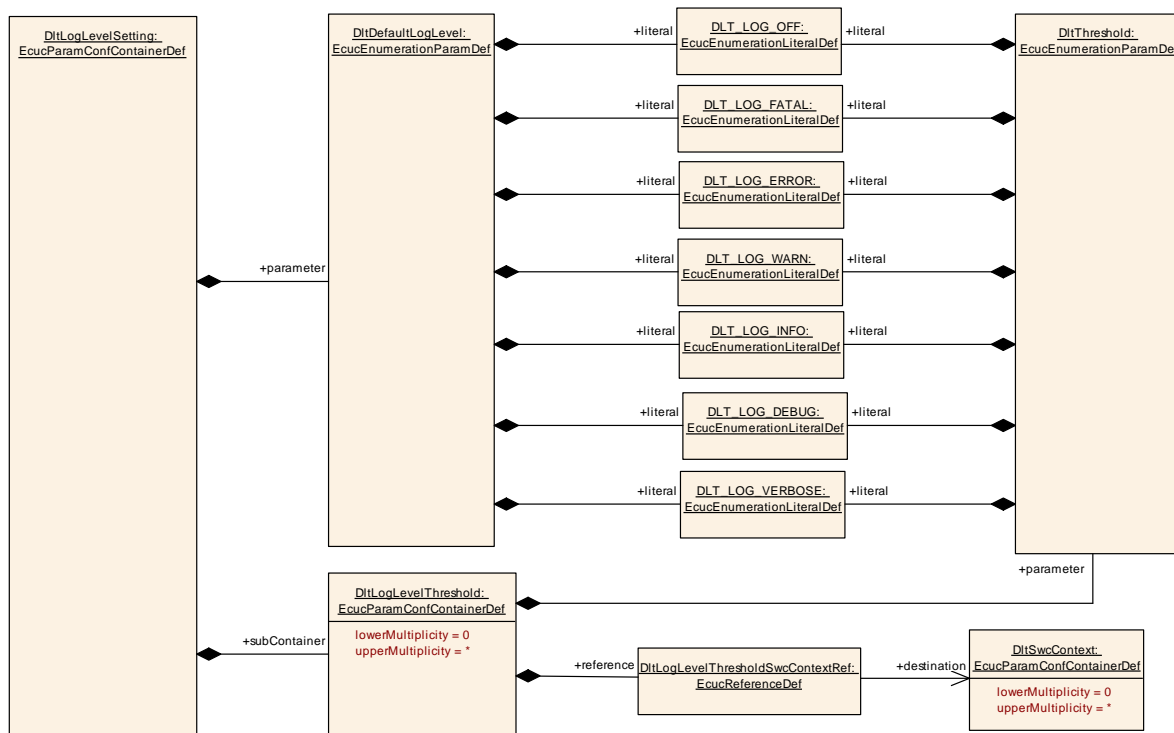 DltLogLevelSetting:
EcucParamConfContainerDef
DltDefaultLogLevel:
EcucEnumerationParamDef
+literal
DLT_LOG_OFF:
EcucEnumerationLiteralDef
+literal
DltThreshold:
EcucEnumerationParamDef
+literal
DLT_LOG_FATAL:
EcucEnumerationLiteralDef
+literal
+literal
DLT_LOG_ERROR:
EcucEnumerationLiteralDef
+literal
+literal
DLT_LOG_WARN:
EcucEnumerationLiteralDef
+literal
+parameter
+literal
DLT_LOG_INFO:
EcucEnumerationLiteralDef
+literal
+literal
DLT_LOG_DEBUG:
EcucEnumerationLiteralDef
+literal
+literal
DLT_LOG_VERBOSE:
EcucEnumerationLiteralDef
+literal
+parameter
+subContainer
DltLogLevelThreshold:
EcucParamConfContainerDef
lowerMultiplicity = 0
upperMultiplicity = *
+reference
DltLogLevelThresholdSwcContextRef:
EcucReferenceDef
+destination
DltSwcContext:
EcucParamConfContainerDef
lowerMultiplicity = 0
upperMultiplicity = *